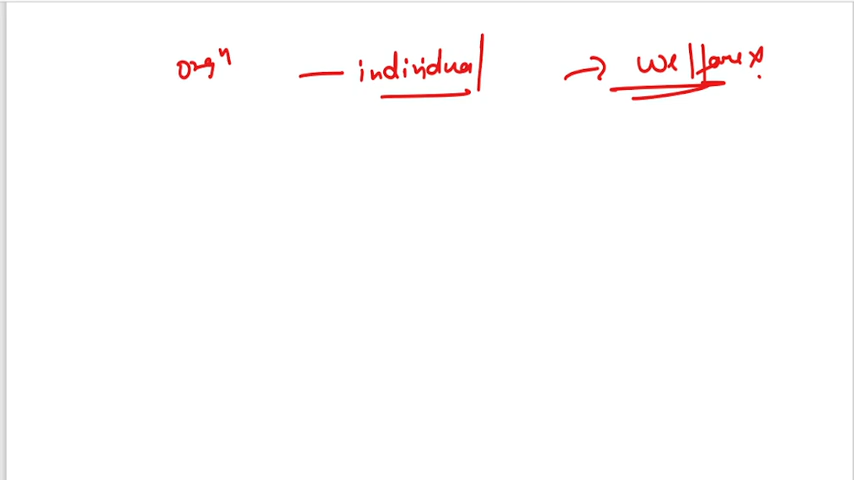 orgⁿ — individual → welfare x